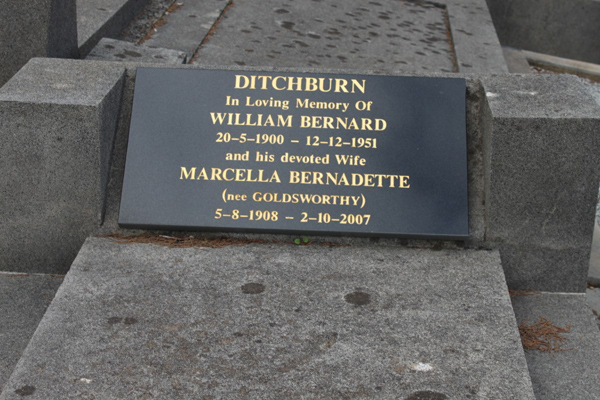 DITCHBURN
In Loving Memory Of
WILLIAM BERNARD
20–5–1900 – 12–12–1951
and his devoted Wife
MARCELLA BERNADETTE
(nee GOLDSWORTHY)
5–8–1908 – 2–10–2007